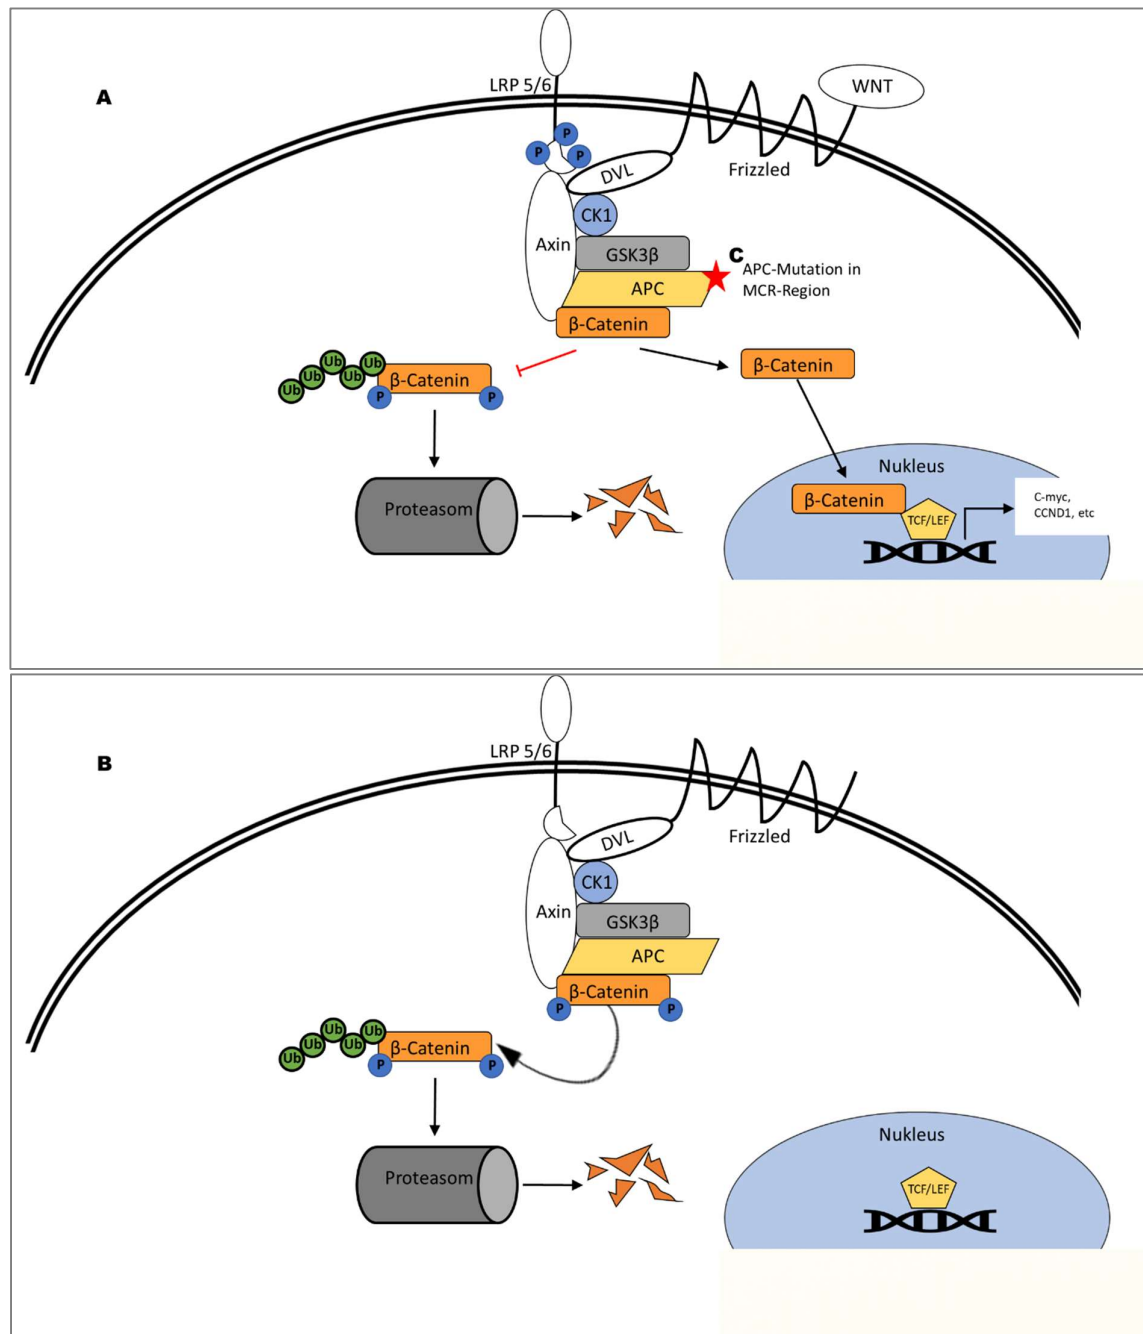 A
LRP 5/6
WNT
P
P
P
DVL
Frizzled
CK1
Axin
GSK3β
C
APC-Mutation in
MCR-Region
APC
β-Catenin
Ub
Ub
Ub
Ub
Ub
β-Catenin
P
P
β-Catenin
Proteasom
Nukleus
β-Catenin
TCF/LEF
C-myc,
CCND1, etc
B
LRP 5/6
DVL
Frizzled
CK1
Axin
GSK3β
APC
β-Catenin
P
P
Ub
Ub
Ub
Ub
Ub
β-Catenin
P
P
Proteasom
Nukleus
TCF/LEF